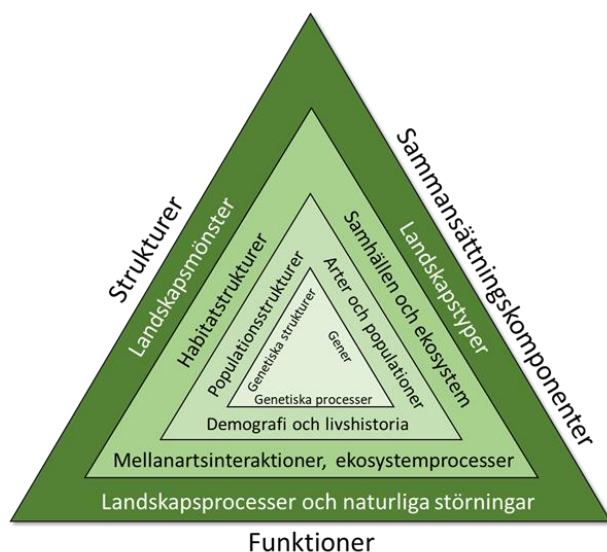 Strukturer
Sammansättningskomponenter
Landskapsmönster
Landskapstyper
Habitatstrukturer
Samhällen och ekosystem
Populationsstrukturer
Arter och populationer
Genetiska strukturer
Gener
Genetiska processer
Demografi och livshistoria
Mellanartsinteraktioner, ekosystemprocesser
Landskapsprocesser och naturliga störningar
Funktioner